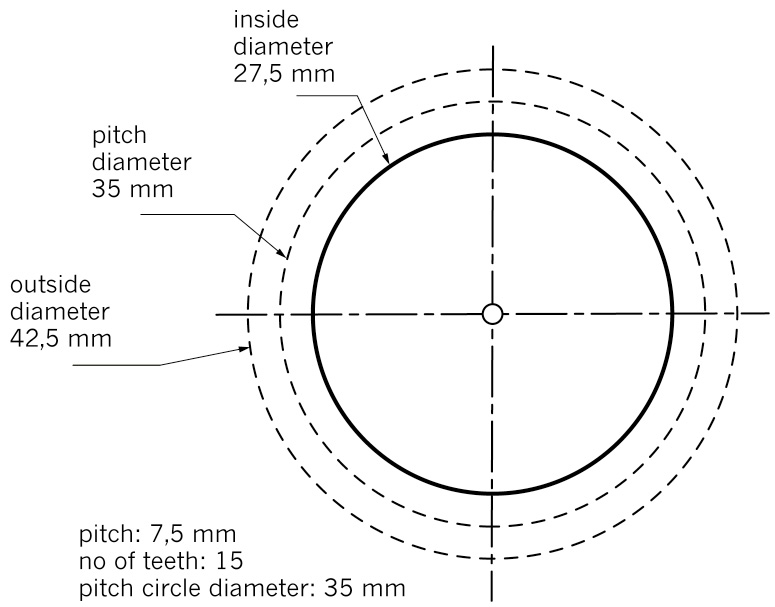 inside
diameter
27,5 mm
pitch
diameter
35 mm
outside
diameter
42,5 mm
pitch: 7,5 mm
no of teeth: 15
pitch circle diameter: 35 mm